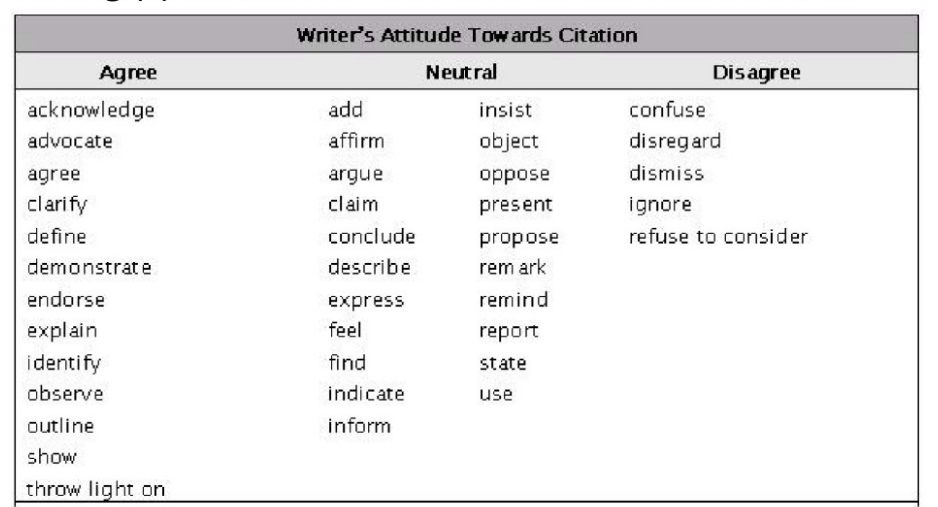 Writer's Attitude Towards Citation
Agree Neutral Disagree
acknowledge add insist confuse
advocate affirm object disregard
agree argue oppose dismiss
clarify claim present ignore
define conclude propose refuse to consider
demonstrate describe remark
endorse express remind
explain feel report
identify find state
observe indicate use
outline inform
show
throw light on